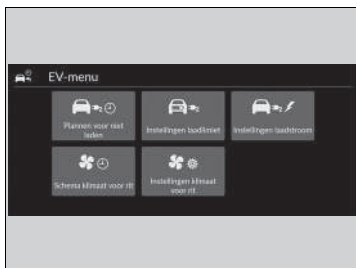 EV-menu
Plannen voor niet
laden
Instellingen laadlimiet
Instellingen laadstroom
Schema klimaat voor rit
Instellingen klimaat
voor rit